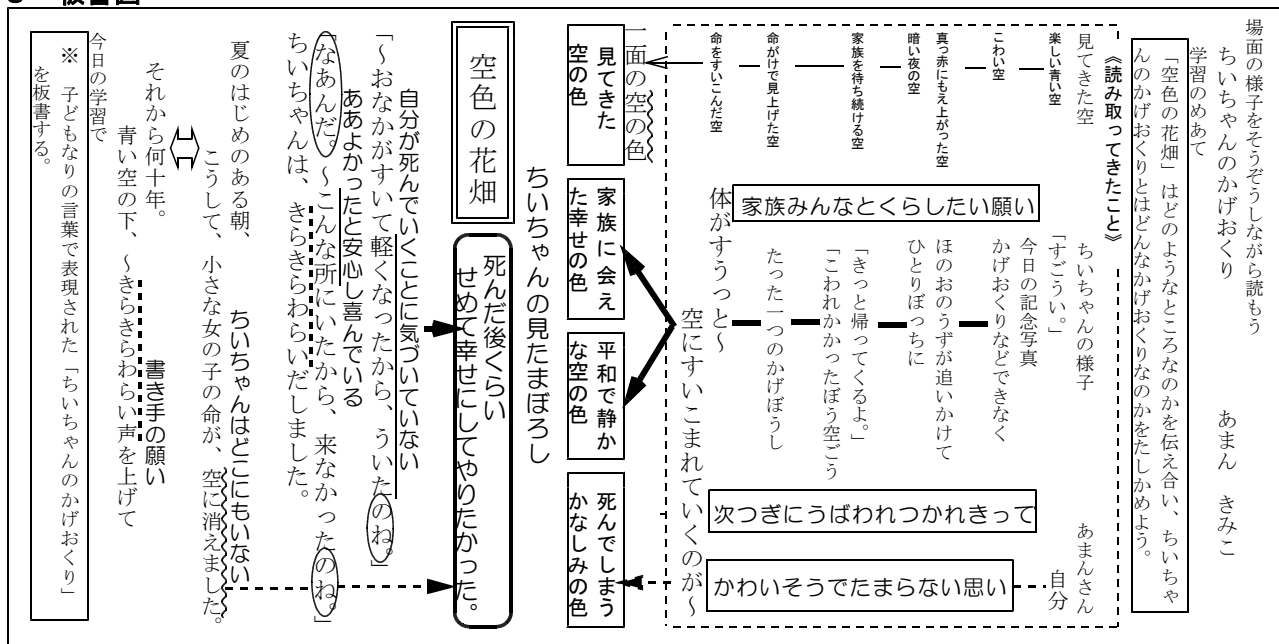 場面の様子をそうぞうしながら読もう
ちいちゃんのかげおくり　あまん　きみこ
学習のめあて
「空色の花畑」はどのようなところなのかを伝え合い、ちいちゃ
んのかげおくりとはどんなかげおくりなのかをたしかめよう。
《読み取ってきたこと》
見てきた空
ちいちゃんの様子
あまんさん
自分
楽しい青い空
「すごうい。」
今日の記念写真
こわい空
かげおくりなどできなく
真っ赤にもえ上がった空
ほのおのうずが追いかけて
暗い夜の空
ひとりぼっちに
家族を待ち続ける空
「きっと帰ってくるよ。」
「こわれかかったぼう空ごう
命がけで見上げた空
たった一つのかげぼうし
命をすいこんだ空
体がすうっと～
空にすいこまれていくのが～
家族みんなとくらしたい願い
次つぎにうばわれつかれきって
かわいそうでたまらない思い
一面の空の色
見てきた
空の色
家族に会え
た幸せの色
平和で静か
な空の色
死んでしまう
かなしみの色
ちいちゃんの見たまぼろし
空色の花畑
死んだ後くらい
せめて幸せにしてやりたかった。
自分が死んでいくことに気づいていない
「～おなかがすいて軽くなったから、ういたのね。」
ああよかったと安心し喜んでいる
「なあんだ。～こんな所にいたから、来なかったのね。」
ちいちゃんは、きらきらわらいだしました。
ちいちゃんはどこにもいない
夏のはじめのある朝、
こうして、小さな女の子の命が、空に消えました。
書き手の願い
それから何十年。
青い空の下、～きらきらわらい声を上げて
今日の学習で
※　子どもなりの言葉で表現された「ちいちゃんのかげおくり」
を板書する。